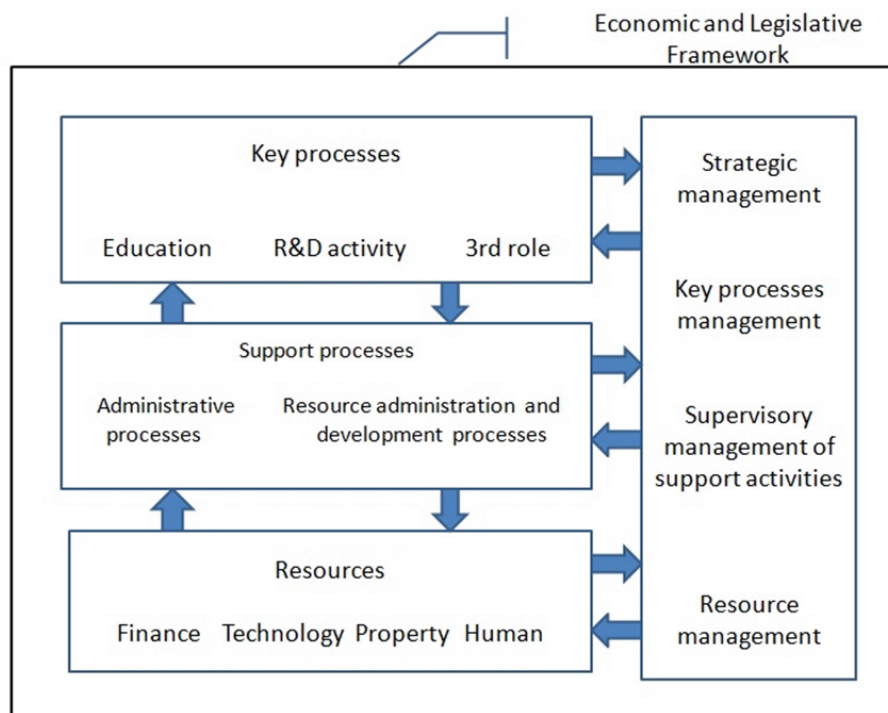 Economic and Legislative
Framework
Key processes
Education R&D activity 3rd role
Support processes
Administrative
processes
Resource administration and
development processes
Resources
Finance Technology Property Human
Strategic
management
Key processes
management
Supervisory
management of
support activities
Resource
management